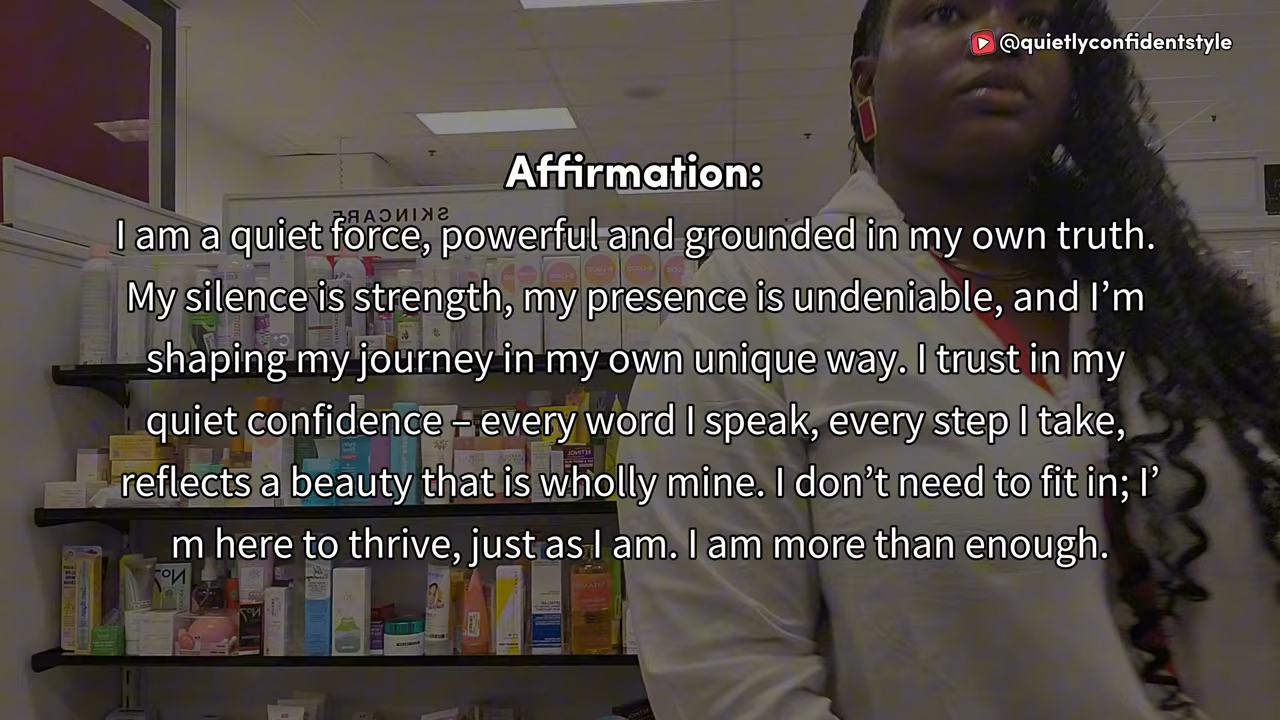 @quietlyconfidentstyle
Affirmation:
SKINCARE
I am a quiet force, powerful and grounded in my own truth.
My silence is strength, my presence is undeniable, and I’m
shaping my journey in my own unique way. I trust in my
quiet confidence – every word I speak, every step I take,
reflects a beauty that is wholly mine. I don’t need to fit in; I’
m here to thrive, just as I am. I am more than enough.
RETINOL
Nº7